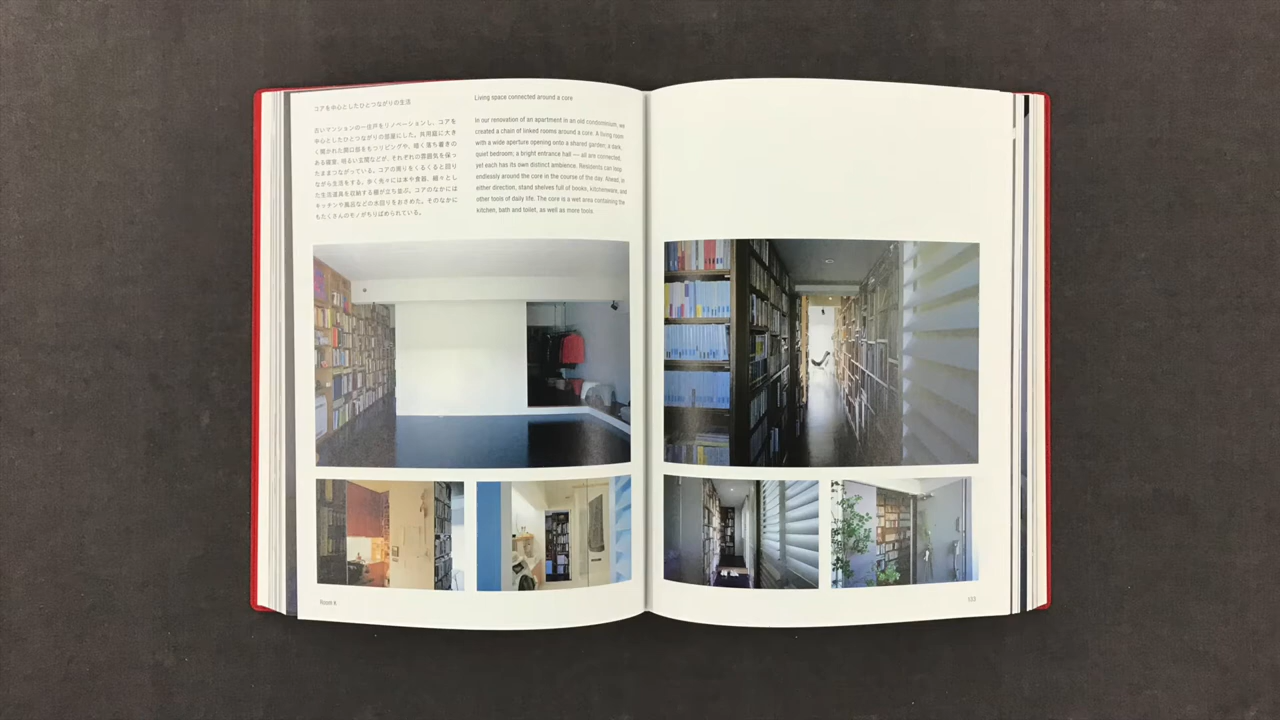 コアを中心としたひとつながりの生活
古いマンションの一住戸をリノベーションし、コアを
中心としたひとつながりの部屋にした。共用庭に大き
く開かれた開口部をもつリビングや、暗く落ち着きの
ある寝室、明るい玄関などが、それぞれの雰囲気を保っ
たままつながっている。コアの周りをくるくると回り
ながら生活をする。歩く先々には本や食器、細々とし
た生活道具を収納する棚が立ち並ぶ。コアのなかには
キッチンや風呂などの水回りをおさめた。そのなかに
もたくさんのモノがちりばめられている。
Living space connected around a core
In our renovation of an apartment in an old condominium, we
created a chain of linked rooms around a core. A living room
with a wide aperture opening onto a shared garden; a dark,
quiet bedroom; a bright entrance hall — all are connected,
yet each has its own distinct ambience. Residents can loop
endlessly around the core in the course of the day. Ahead, in
either direction, stand shelves full of books, kitchenware, and
other tools of daily life. The core is a wet area containing the
kitchen, bath and toilet, as well as more tools.
Room K
133